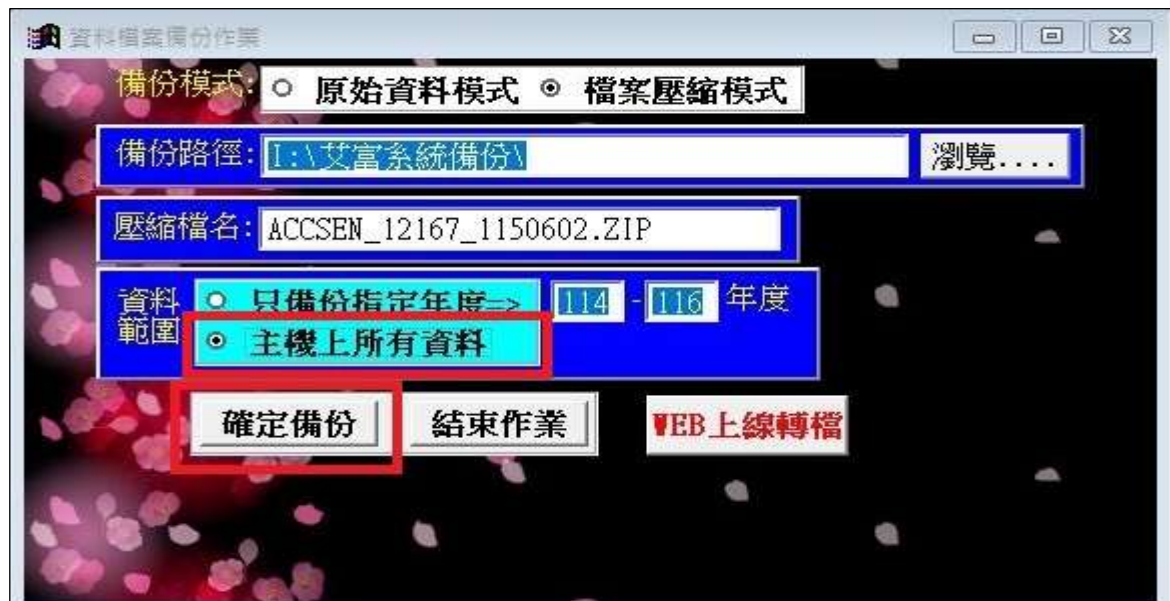 資料檔案備份作業
備份模式: 原始資料模式 檔案壓縮模式
備份路徑: I:\艾富系統備份\ 瀏覽....
壓縮檔名: ACCSEN_12167_1150602.ZIP
資料範圍 只備份指定年度=> 114 - 116 年度
主機上所有資料
確定備份 結束作業 WEB上線轉檔